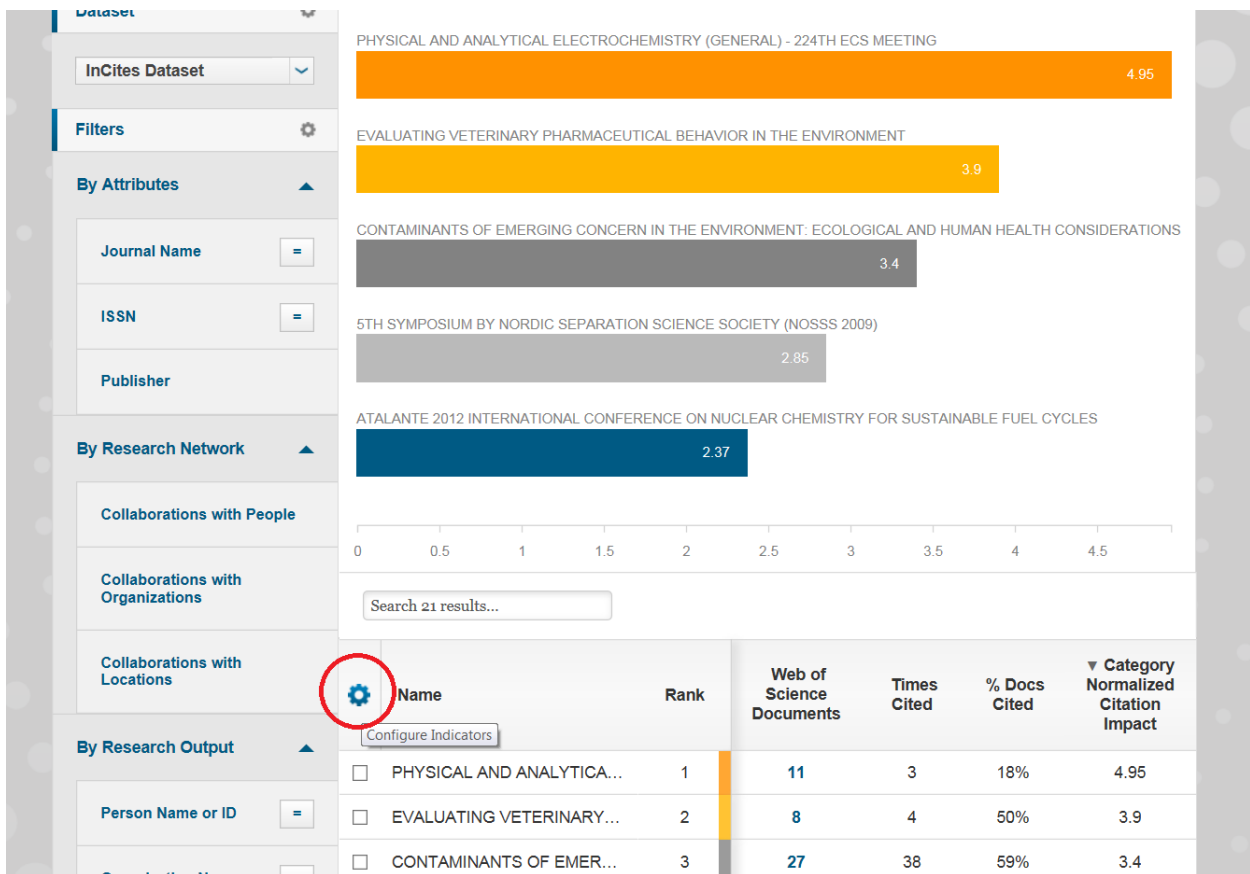 Dataset
InCites Dataset
Filters
By Attributes
Journal Name
=
ISSN
=
Publisher
By Research Network
Collaborations with People
Collaborations with
Organizations
Collaborations with
Locations
By Research Output
Person Name or ID
=
PHYSICAL AND ANALYTICAL ELECTROCHEMISTRY (GENERAL) - 224TH ECS MEETING
4.95
EVALUATING VETERINARY PHARMACEUTICAL BEHAVIOR IN THE ENVIRONMENT
3.9
CONTAMINANTS OF EMERGING CONCERN IN THE ENVIRONMENT: ECOLOGICAL AND HUMAN HEALTH CONSIDERATIONS
3.4
5TH SYMPOSIUM BY NORDIC SEPARATION SCIENCE SOCIETY (NOSSS 2009)
2.85
ATALANTE 2012 INTERNATIONAL CONFERENCE ON NUCLEAR CHEMISTRY FOR SUSTAINABLE FUEL CYCLES
2.37
0 0.5 1 1.5 2 2.5 3 3.5 4 4.5
Search 21 results...
Name Rank Web of Science Documents Times Cited % Docs Cited ▼ Category Normalized Citation Impact
Configure Indicators
PHYSICAL AND ANALYTICA... 1 11 3 18% 4.95
EVALUATING VETERINARY... 2 8 4 50% 3.9
CONTAMINANTS OF EMER... 3 27 38 59% 3.4